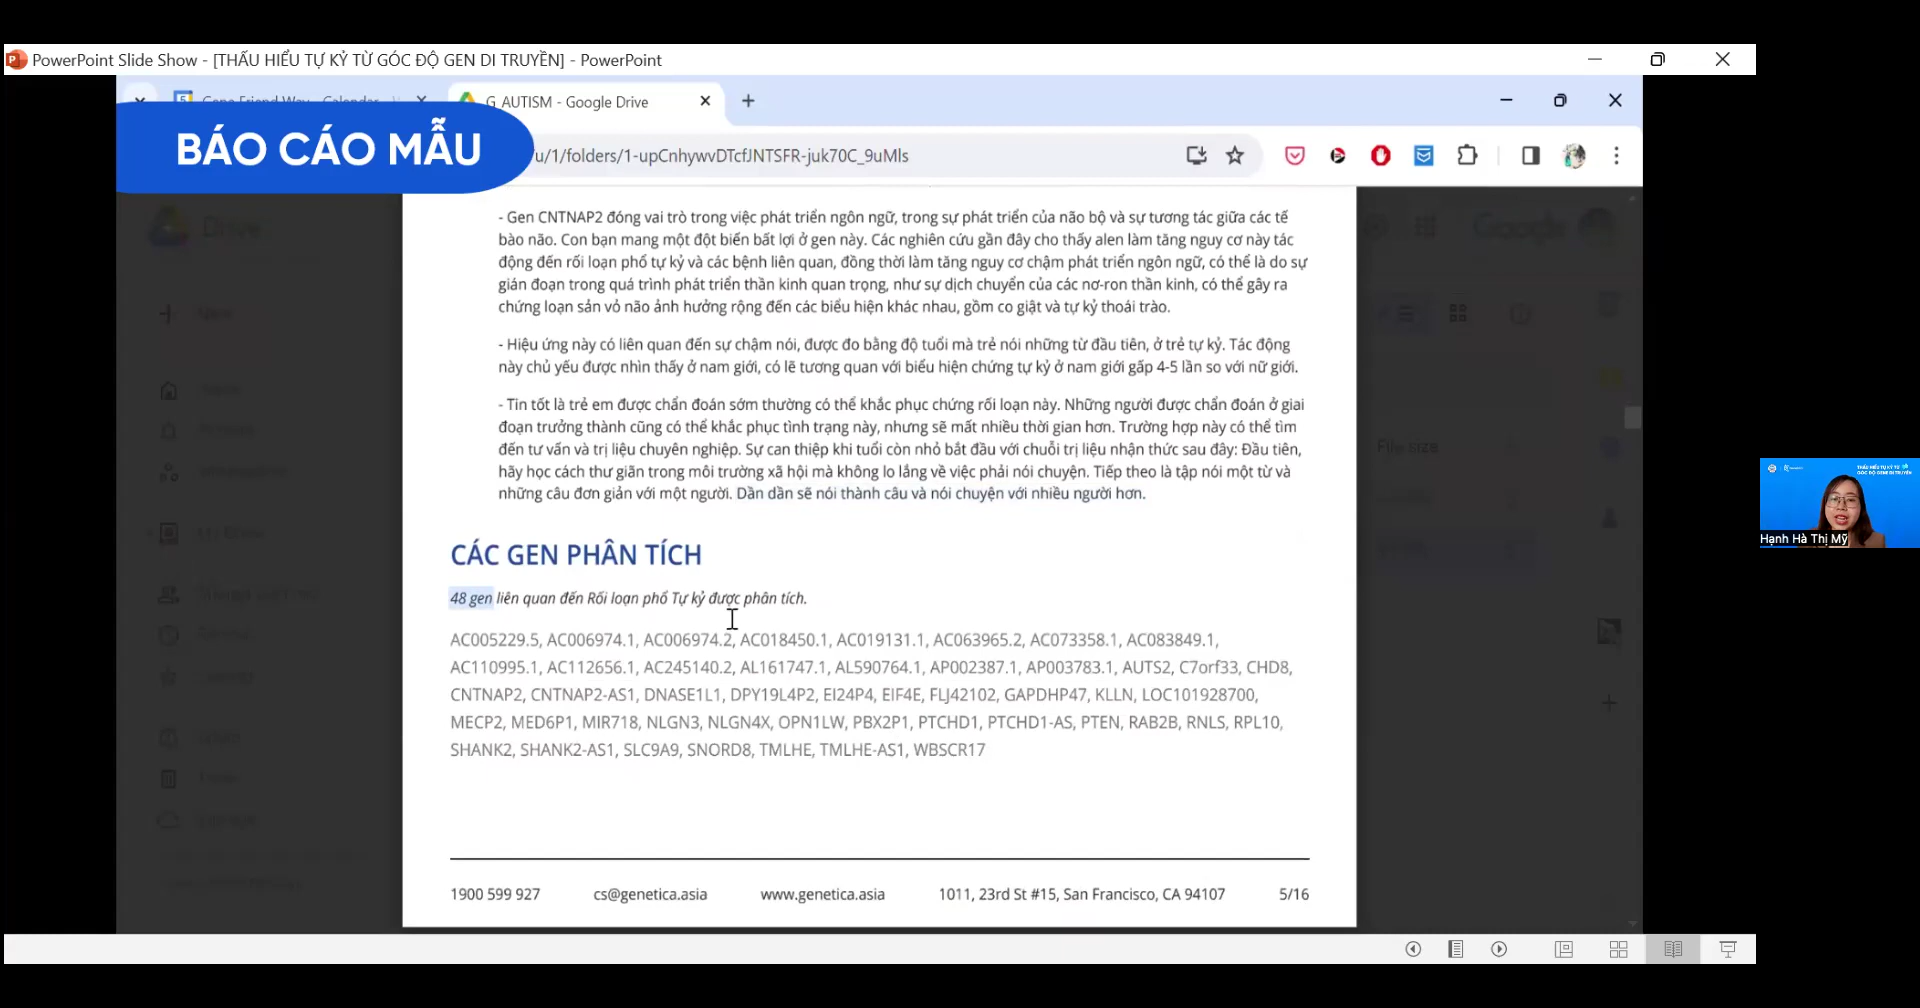 PowerPoint Slide Show - [THẤU HIỂU TỰ KỶ TỪ GÓC ĐỘ GEN DI TRUYỀN] - PowerPoint
Gene Friend Way - Calendar
G_AUTISM - Google Drive
BÁO CÁO MẪU
/u/1/folders/1-upCnhywvDTcfJNTSFR-juk70C_9uMls
Drive
Google
- Gen CNTNAP2 đóng vai trò trong việc phát triển ngôn ngữ, trong sự phát triển của não bộ và sự tương tác giữa các tế
bào não. Con bạn mang một đột biến bất lợi ở gen này. Các nghiên cứu gần đây cho thấy alen làm tăng nguy cơ này tác
động đến rối loạn phổ tự kỷ và các bệnh liên quan, đồng thời làm tăng nguy cơ chậm phát triển ngôn ngữ, có thể là do sự
gián đoạn trong quá trình phát triển thần kinh quan trọng, như sự dịch chuyển của các nơ-ron thần kinh, có thể gây ra
chứng loạn sản vỏ não ảnh hưởng rộng đến các biểu hiện khác nhau, gồm co giật và tự kỷ thoái trào.
- Hiệu ứng này có liên quan đến sự chậm nói, được đo bằng độ tuổi mà trẻ nói những từ đầu tiên, ở trẻ tự kỷ. Tác động
này chủ yếu được nhìn thấy ở nam giới, có lẽ tương quan với biểu hiện chứng tự kỷ ở nam giới gấp 4-5 lần so với nữ giới.
- Tin tốt là trẻ em được chẩn đoán sớm thường có thể khắc phục chứng rối loạn này. Những người được chẩn đoán ở giai
đoạn trưởng thành cũng có thể khắc phục tình trạng này, nhưng sẽ mất nhiều thời gian hơn. Trường hợp này có thể tìm
đến tư vấn và trị liệu chuyên nghiệp. Sự can thiệp khi tuổi còn nhỏ bắt đầu với chuỗi trị liệu nhận thức sau đây: Đầu tiên,
hãy học cách thư giãn trong môi trường xã hội mà không lo lắng về việc phải nói chuyện. Tiếp theo là tập nói một từ và
những câu đơn giản với một người. Dần dần sẽ nói thành câu và nói chuyện với nhiều người hơn.
File size
CÁC GEN PHÂN TÍCH
48 gen liên quan đến Rối loạn phổ Tự kỷ được phân tích.
AC005229.5, AC006974.1, AC006974.2, AC018450.1, AC019131.1, AC063965.2, AC073358.1, AC083849.1,
AC110995.1, AC112656.1, AC245140.2, AL161747.1, AL590764.1, AP002387.1, AP003783.1, AUTS2, C7orf33, CHD8,
CNTNAP2, CNTNAP2-AS1, DNASE1L1, DPY19L4P2, EI24P4, EIF4E, FLJ42102, GAPDHP47, KLLN, LOC101928700,
MECP2, MED6P1, MIR718, NLGN3, NLGN4X, OPN1LW, PBX2P1, PTCHD1, PTCHD1-AS, PTEN, RAB2B, RNLS, RPL10,
SHANK2, SHANK2-AS1, SLC9A9, SNORD8, TMLHE, TMLHE-AS1, WBSCR17
1900 599 927 cs@genetica.asia www.genetica.asia 1011, 23rd St #15, San Francisco, CA 94107 5/16
THẤU HIỂU TỰ KỶ TỪ
GÓC ĐỘ GENE DI TRUYỀN
Hạnh Hà Thị Mỹ